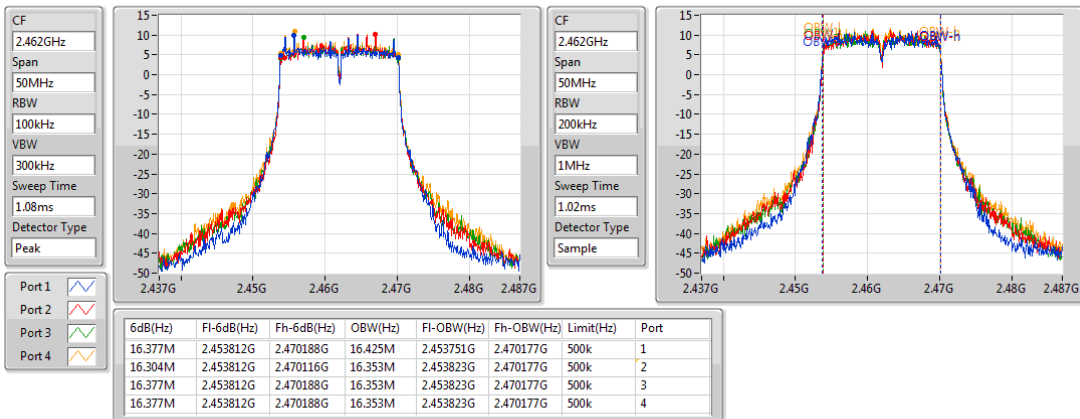 CF
2.462GHz
Span
50MHz
RBW
100kHz
VBW
300kHz
Sweep Time
1.08ms
Detector Type
Peak
15
10
5
0
-5
-10
-15
-20
-25
-30
-35
-40
-45
-50
2.437G 2.45G 2.46G 2.47G 2.48G 2.487G
CF
2.462GHz
Span
50MHz
RBW
200kHz
VBW
1MHz
Sweep Time
1.02ms
Detector Type
Sample
15
10
5
0
-5
-10
-15
-20
-25
-30
-35
-40
-45
-50
OBW-h
2.437G 2.45G 2.46G 2.47G 2.48G 2.487G
Port 1
Port 2
Port 3
Port 4
6dB(Hz) Fl-6dB(Hz) Fh-6dB(Hz) OBW(Hz) Fl-OBW(Hz) Fh-OBW(Hz) Limit(Hz) Port
16.377M 2.453812G 2.470188G 16.425M 2.453751G 2.470177G 500k 1
16.304M 2.453812G 2.470116G 16.353M 2.453823G 2.470177G 500k 2
16.377M 2.453812G 2.470188G 16.353M 2.453823G 2.470177G 500k 3
16.377M 2.453812G 2.470188G 16.353M 2.453823G 2.470177G 500k 4